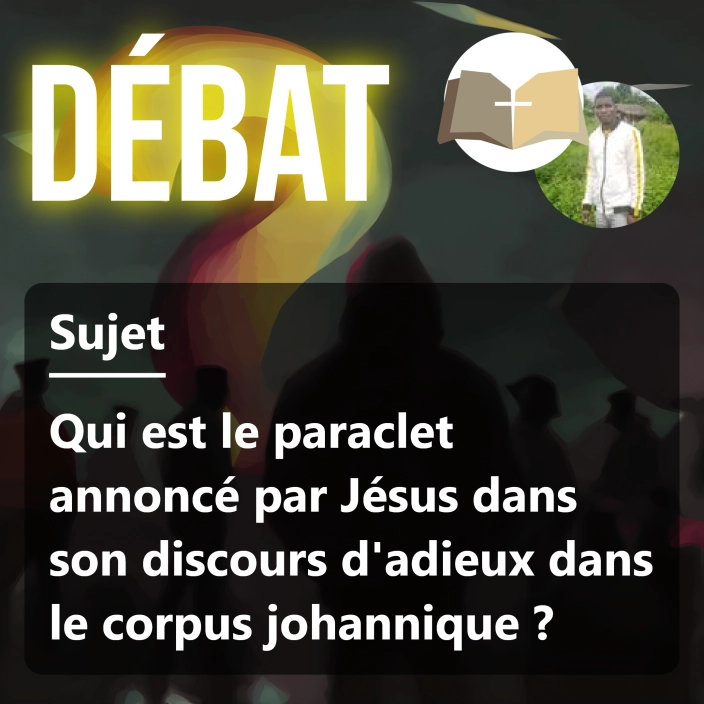 DÉBAT
Sujet
Qui est le paraclet
annoncé par Jésus dans
son discours d'adieux dans
le corpus johannique ?